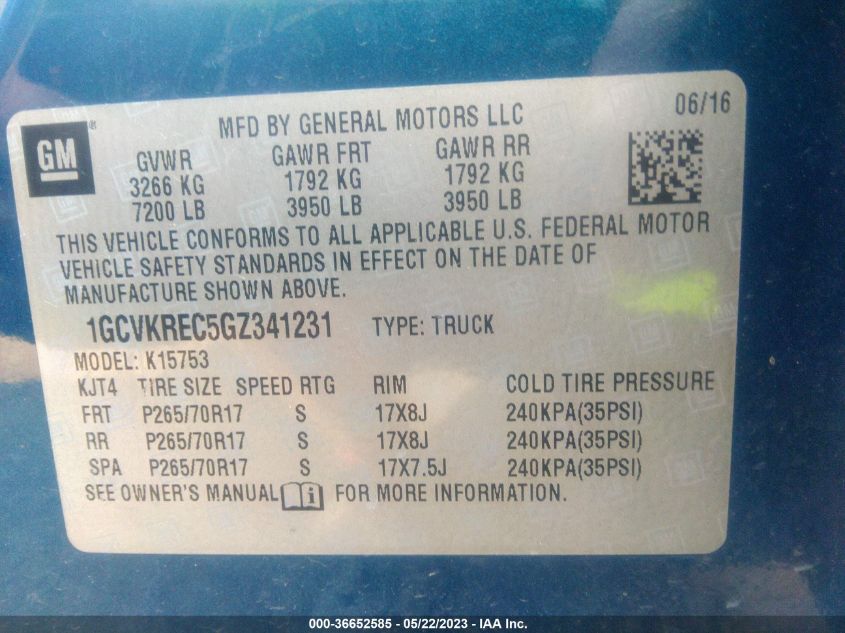 06/16
GM ®
MFD BY GENERAL MOTORS LLC
GVWR GAWR FRT GAWR RR
3266 KG 1792 KG 1792 KG
7200 LB 3950 LB 3950 LB
THIS VEHICLE CONFORMS TO ALL APPLICABLE U.S. FEDERAL MOTOR
VEHICLE SAFETY STANDARDS IN EFFECT ON THE DATE OF
MANUFACTURE SHOWN ABOVE.
1GCVKREC5GZ341231 TYPE: TRUCK
MODEL: K15753
KJT4 TIRE SIZE SPEED RTG RIM COLD TIRE PRESSURE
FRT P265/70R17 S 17X8J 240KPA(35PSI)
RR P265/70R17 S 17X8J 240KPA(35PSI)
SPA P265/70R17 S 17X7.5J 240KPA(35PSI)
SEE OWNER'S MANUAL FOR MORE INFORMATION.
000-36652585 - 05/22/2023 - IAA Inc.